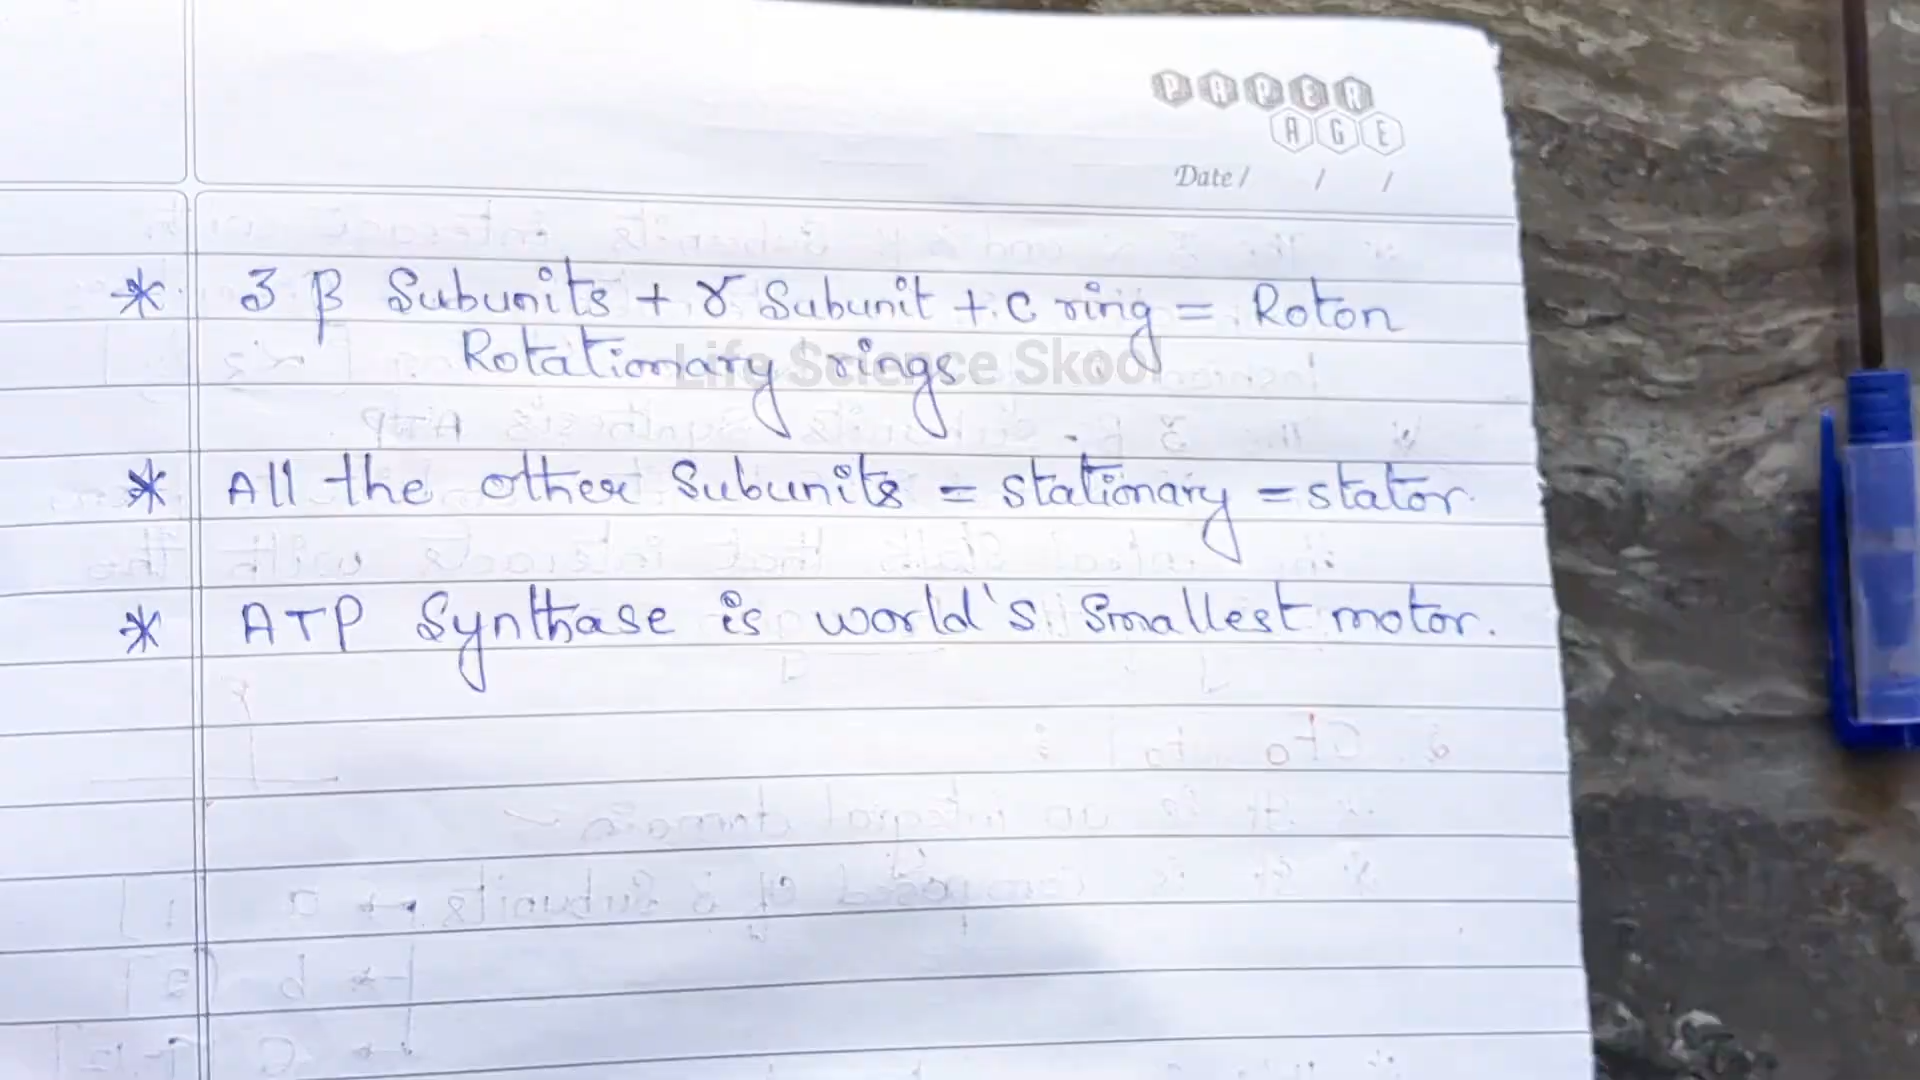 PAPER
AGE
Date / / /
* 3 β Subunits + γ Subunit + c ring = Roton
Rotationary rings
Life Science Skool
* All the other Subunits = stationary = stator.
* ATP Synthase is world's smallest motor.